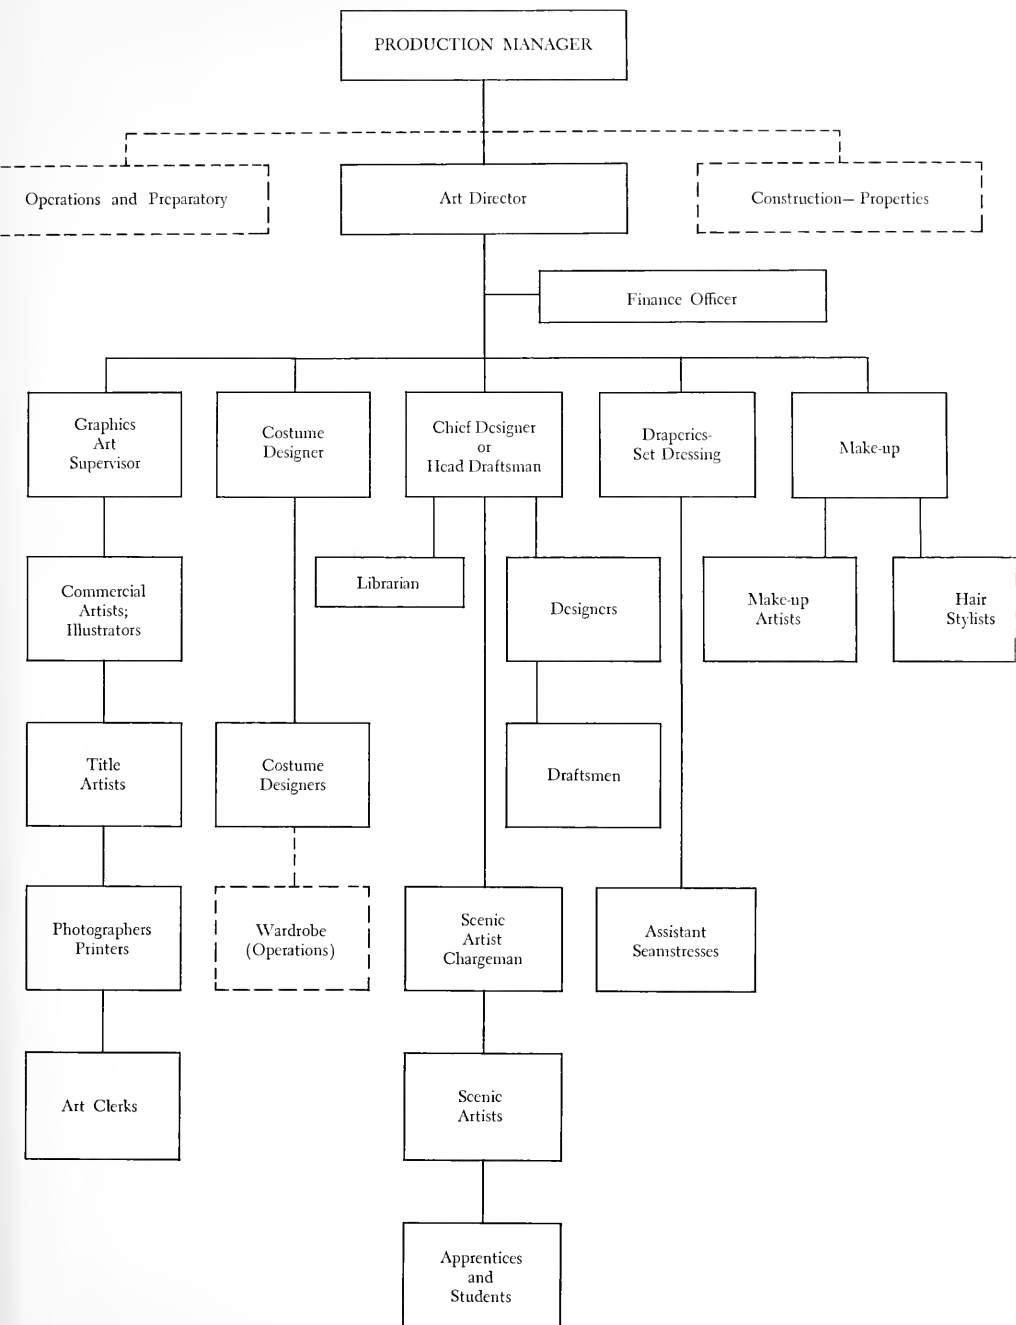 PRODUCTION MANAGER
Operations and Preparatory
Art Director
Construction— Properties
Finance Officer
Graphics
Art
Supervisor
Costume
Designer
Chief Designer
or
Head Draftsman
Draperies-
Set Dressing
Make-up
Commercial
Artists;
Illustrators
Librarian
Designers
Make-up
Artists
Hair
Stylists
Title
Artists
Costume
Designers
Draftsmen
Photographers
Printers
Wardrobe
(Operations)
Scenic
Artist
Chargeman
Assistant
Seamstresses
Art Clerks
Scenic
Artists
Apprentices
and
Students